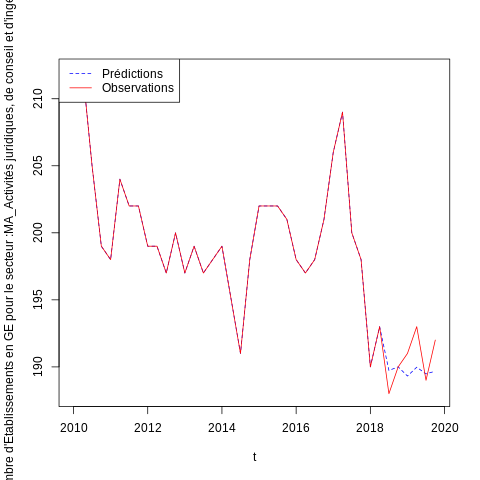 Prédictions
Observations
mbre d'Etablissements en GE pour le secteur :MA_Activités juridiques, de conseil et d'ingé
210
205
200
195
190
2010 2012 2014 2016 2018 2020
t